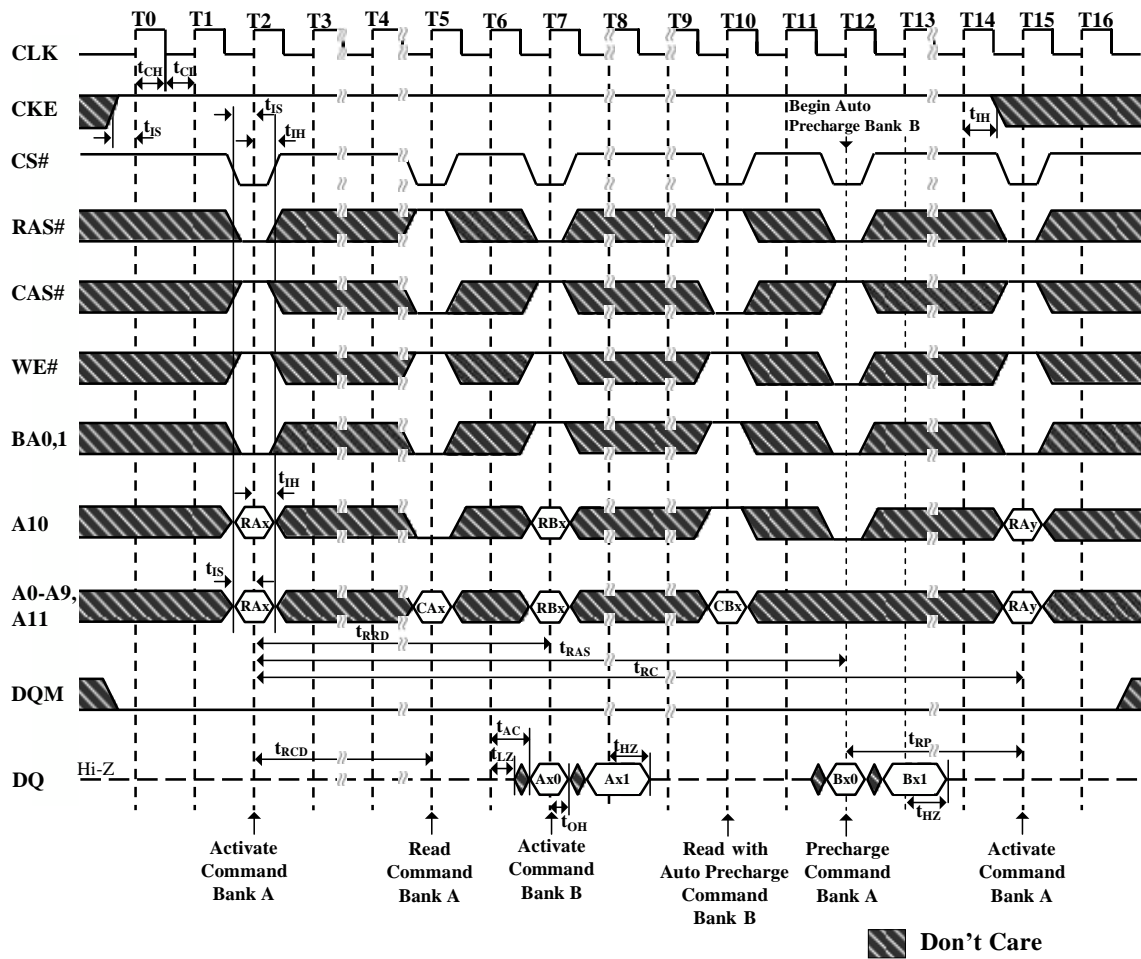 T0 T1 T2 T3 T4 T5 T6 T7 T8 T9 T10 T11 T12 T13 T14 T15 T16
CLK
tCH tCL
CKE
tIS
Begin Auto
Precharge Bank B
tIH
tIS
tIH
CS#
RAS#
CAS#
WE#
BA0,1
tIH
A10
RAx RBx RAy
tIS
A0-A9,
A11
RAx CAx RBx CBx RAy
tRRD
tRAS
tRC
DQM
tAC
tRCD
tLZ
tHZ
tRP
Hi-Z
DQ
Ax0 Ax1 Bx0 Bx1
tOH
tHZ
Activate
Command
Bank A
Read
Command
Bank A
Activate
Command
Bank B
Read with
Auto Precharge
Command
Bank B
Precharge
Command
Bank A
Activate
Command
Bank A
Don't Care